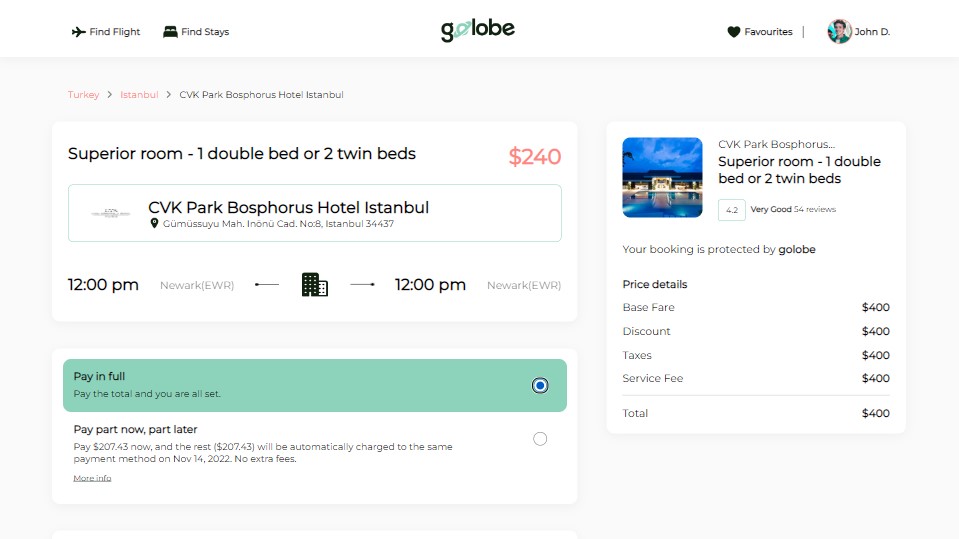 Find Flight
Find Stays
golobe
Favourites |
John D.
Turkey > Istanbul > CVK Park Bosphorus Hotel Istanbul
Superior room - 1 double bed or 2 twin beds
$240
CVK Park Bosphorus Hotel Istanbul
Gümüssuyu Mah. Inönü Cad. No:8, Istanbul 34437
12:00 pm Newark(EWR)
12:00 pm Newark(EWR)
Pay in full
Pay the total and you are all set.
Pay part now, part later
Pay $207.43 now, and the rest ($207.43) will be automatically charged to the same
payment method on Nov 14, 2022. No extra fees.
More info
CVK Park Bosphorus...
Superior room - 1 double
bed or 2 twin beds
4.2 Very Good 54 reviews
Your booking is protected by golobe
Price details
Base Fare $400
Discount $400
Taxes $400
Service Fee $400
Total $400